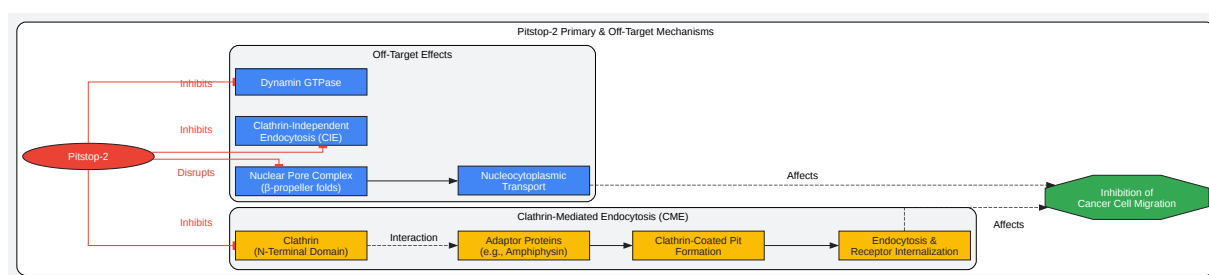 Pitstop-2 Primary & Off-Target Mechanisms
Off-Target Effects
Inhibits
Dynamin GTPase
Inhibits
Clathrin-Independent
Endocytosis (CIE)
Pitstop-2
Disrupts
Nuclear Pore Complex
(β-propeller folds)
Nucleocytoplasmic
Transport
Affects
Inhibition of
Cancer Cell Migration
Clathrin-Mediated Endocytosis (CME)
Inhibits
Affects
Clathrin
(N-Terminal Domain)
Interaction
Adaptor Proteins
(e.g., Amphiphysin)
Clathrin-Coated Pit
Formation
Endocytosis &
Receptor Internalization